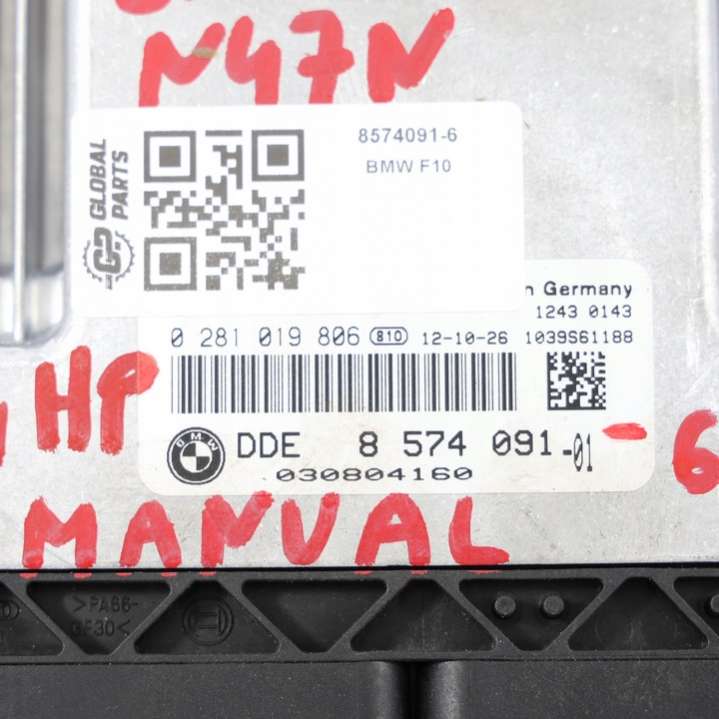 N47N
GLOBAL
PARTS
8574091-6
BMW F10
Germany
1243 0143
0 281 019 806 810 12-10-26 1039S61188
HP
BMW DDE 8 574 091-01 - 6
030804160
MANUAL
>PA66-
GF30<